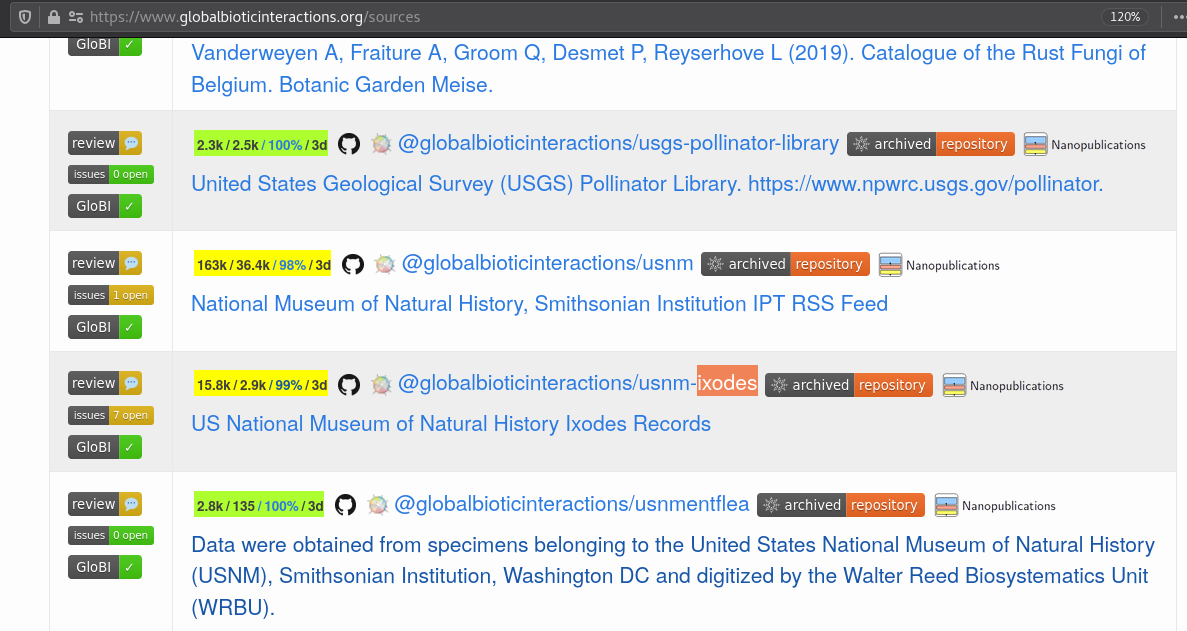 https://www.globalbioticinteractions.org/sources
120%
GloBI ✓
Vanderweyen A, Fraiture A, Groom Q, Desmet P, Reyserhove L (2019). Catalogue of the Rust Fungi of
Belgium. Botanic Garden Meise.
review
2.3k / 2.5k / 100% / 3d @globalbioticinteractions/usgs-pollinator-library archived repository Nanopublications
issues 0 open
United States Geological Survey (USGS) Pollinator Library. https://www.npwrc.usgs.gov/pollinator.
GloBI ✓
review
163k / 36.4k / 98% / 3d @globalbioticinteractions/usnm archived repository Nanopublications
issues 1 open
National Museum of Natural History, Smithsonian Institution IPT RSS Feed
GloBI ✓
review
15.8k / 2.9k / 99% / 3d @globalbioticinteractions/usnm-ixodes archived repository Nanopublications
issues 7 open
US National Museum of Natural History Ixodes Records
GloBI ✓
review
2.8k / 135 / 100% / 3d @globalbioticinteractions/usnmentflea archived repository Nanopublications
issues 0 open
GloBI ✓
Data were obtained from specimens belonging to the United States National Museum of Natural History
(USNM), Smithsonian Institution, Washington DC and digitized by the Walter Reed Biosystematics Unit
(WRBU).